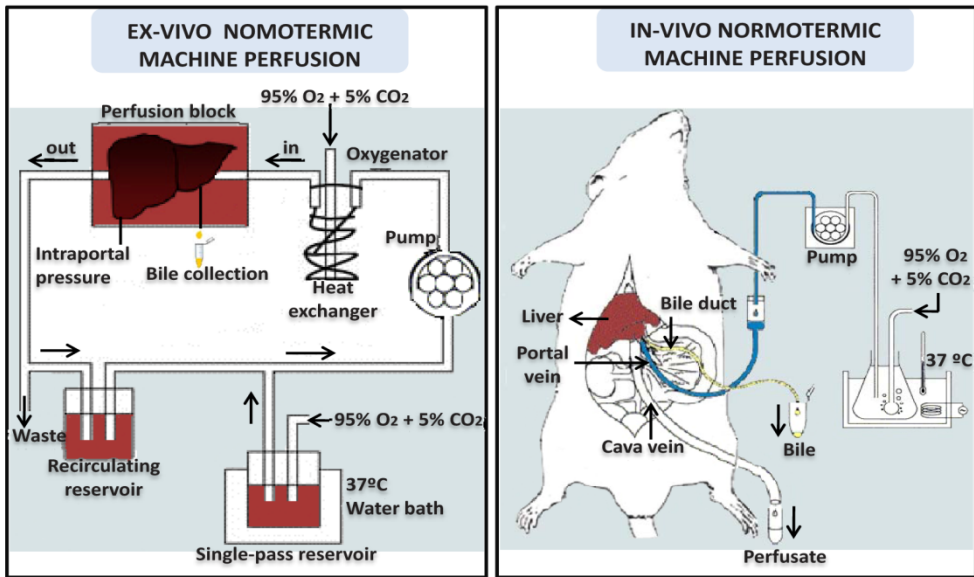 EX-VIVO NOMOTERMIC
MACHINE PERFUSION
95% O₂ + 5% CO₂
Perfusion block
out
in
Oxygenator
Intraportal
pressure
Bile collection
Heat
exchanger
Pump
Waste
Recirculating
reservoir
95% O₂ + 5% CO₂
37ºC
Water bath
Single-pass reservoir
IN-VIVO NORMOTERMIC
MACHINE PERFUSION
Pump
95% O₂
+ 5% CO₂
Liver
Bile duct
Portal
vein
37 ºC
Cava vein
Bile
Perfusate